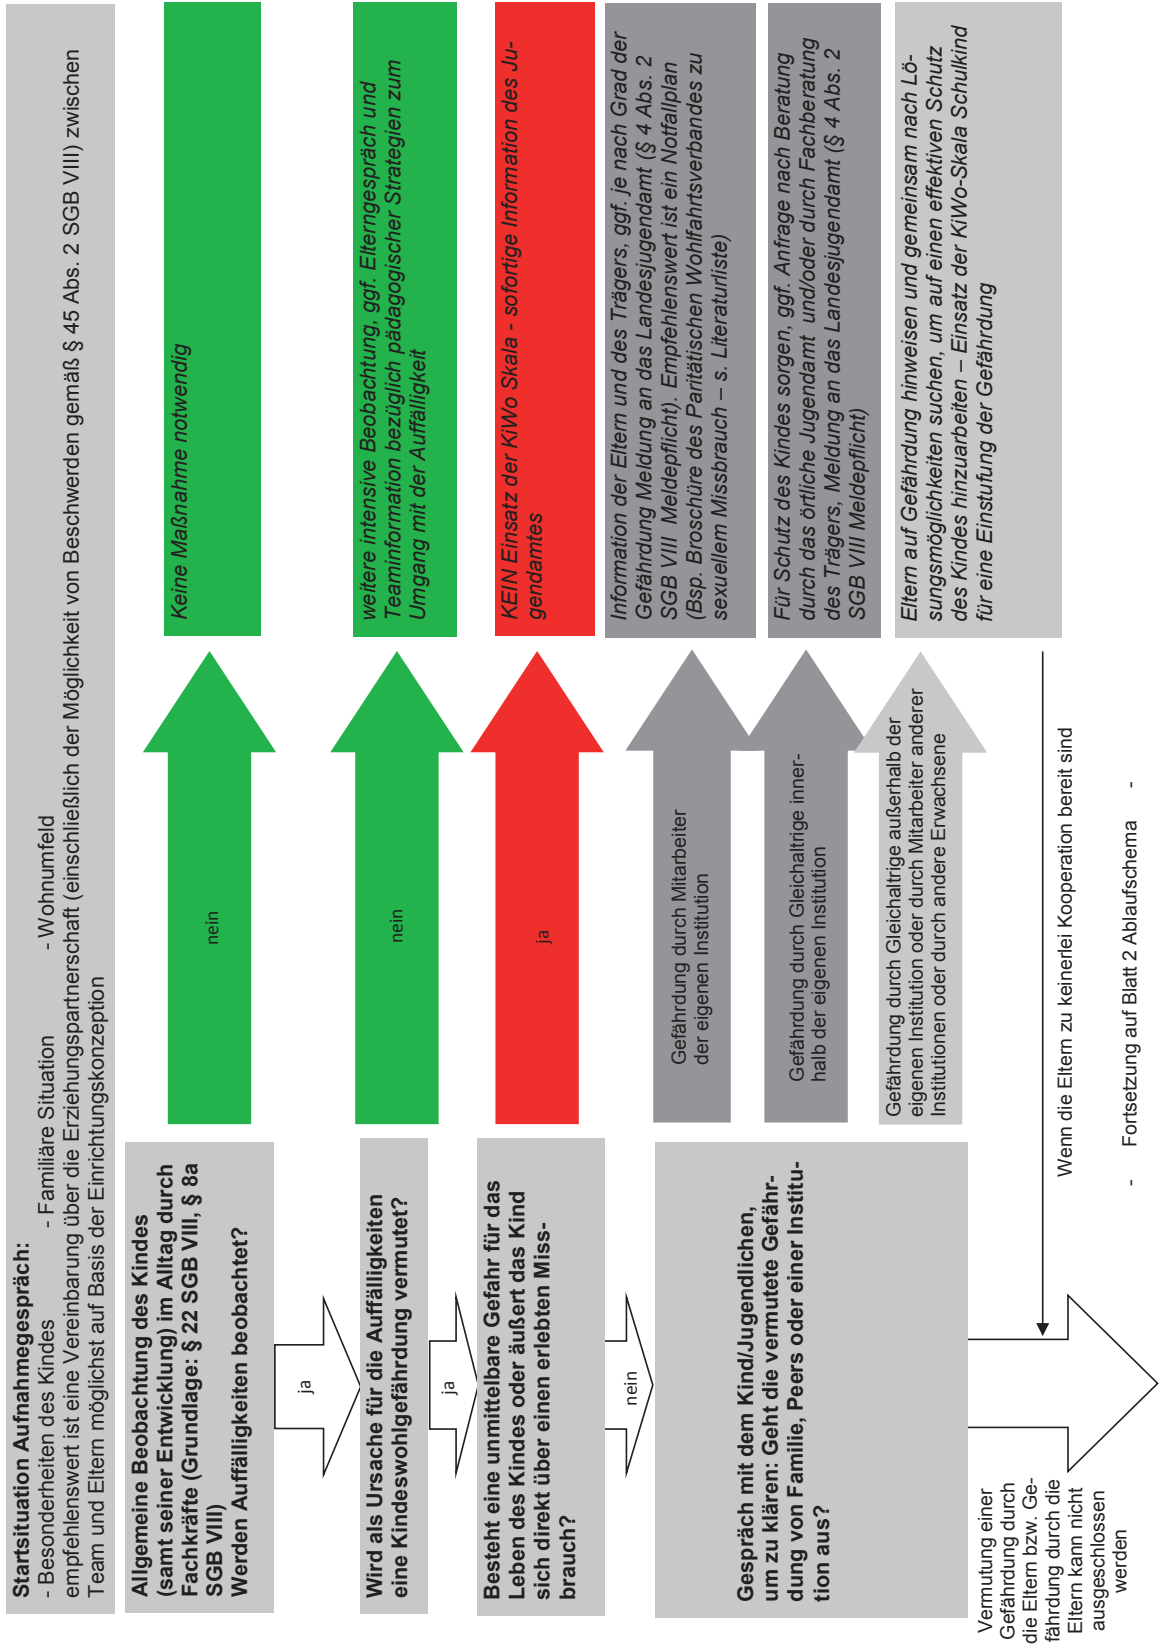 Startsituation Aufnahmegespräch:
- Besonderheiten des Kindes - Familiäre Situation - Wohnumfeld
empfehlenswert ist eine Vereinbarung über die Erziehungspartnerschaft (einschließlich der Möglichkeit von Beschwerden gemäß § 45 Abs. 2 SGB VIII) zwischen
Team und Eltern möglichst auf Basis der Einrichtungskonzeption
Allgemeine Beobachtung des Kindes
(samt seiner Entwicklung) im Alltag durch
Fachkräfte (Grundlage: § 22 SGB VIII, § 8a
SGB VIII)
Werden Auffälligkeiten beobachtet?
nein
Keine Maßnahme notwendig
ja
Wird als Ursache für die Auffälligkeiten
eine Kindeswohlgefährdung vermutet?
nein
weitere intensive Beobachtung, ggf. Elterngespräch und
Teaminformation bezüglich pädagogischer Strategien zum
Umgang mit der Auffälligkeit
ja
Besteht eine unmittelbare Gefahr für das
Leben des Kindes oder äußert das Kind
sich direkt über einen erlebten Miss-
brauch?
ja
KEIN Einsatz der KiWo Skala - sofortige Information des Ju-
gendamtes
nein
Gespräch mit dem Kind/Jugendlichen,
um zu klären: Geht die vermutete Gefähr-
dung von Familie, Peers oder einer Institu-
tion aus?
Gefährdung durch Mitarbeiter
der eigenen Institution
Information der Eltern und des Trägers, ggf. je nach Grad der
Gefährdung Meldung an das Landesjugendamt (§ 4 Abs. 2
SGB VIII Meldepflicht). Empfehlenswert ist ein Notfallplan
(Bsp. Broschüre des Paritätischen Wohlfahrtsverbandes zu
sexuellem Missbrauch – s. Literaturliste)
Gefährdung durch Gleichaltrige inner-
halb der eigenen Institution
Für Schutz des Kindes sorgen, ggf. Anfrage nach Beratung
durch das örtliche Jugendamt und/oder durch Fachberatung
des Trägers, Meldung an das Landesjugendamt (§ 4 Abs. 2
SGB VIII Meldepflicht)
Gefährdung durch Gleichaltrige außerhalb der
eigenen Institution oder durch Mitarbeiter anderer
Institutionen oder durch andere Erwachsene
Eltern auf Gefährdung hinweisen und gemeinsam nach Lö-
sungsmöglichkeiten suchen, um auf einen effektiven Schutz
des Kindes hinzuarbeiten – Einsatz der KiWo-Skala Schulkind
für eine Einstufung der Gefährdung
Vermutung einer
Gefährdung durch
die Eltern bzw. Ge-
fährdung durch die
Eltern kann nicht
ausgeschlossen
werden
Wenn die Eltern zu keinerlei Kooperation bereit sind
- Fortsetzung auf Blatt 2 Ablaufschema -